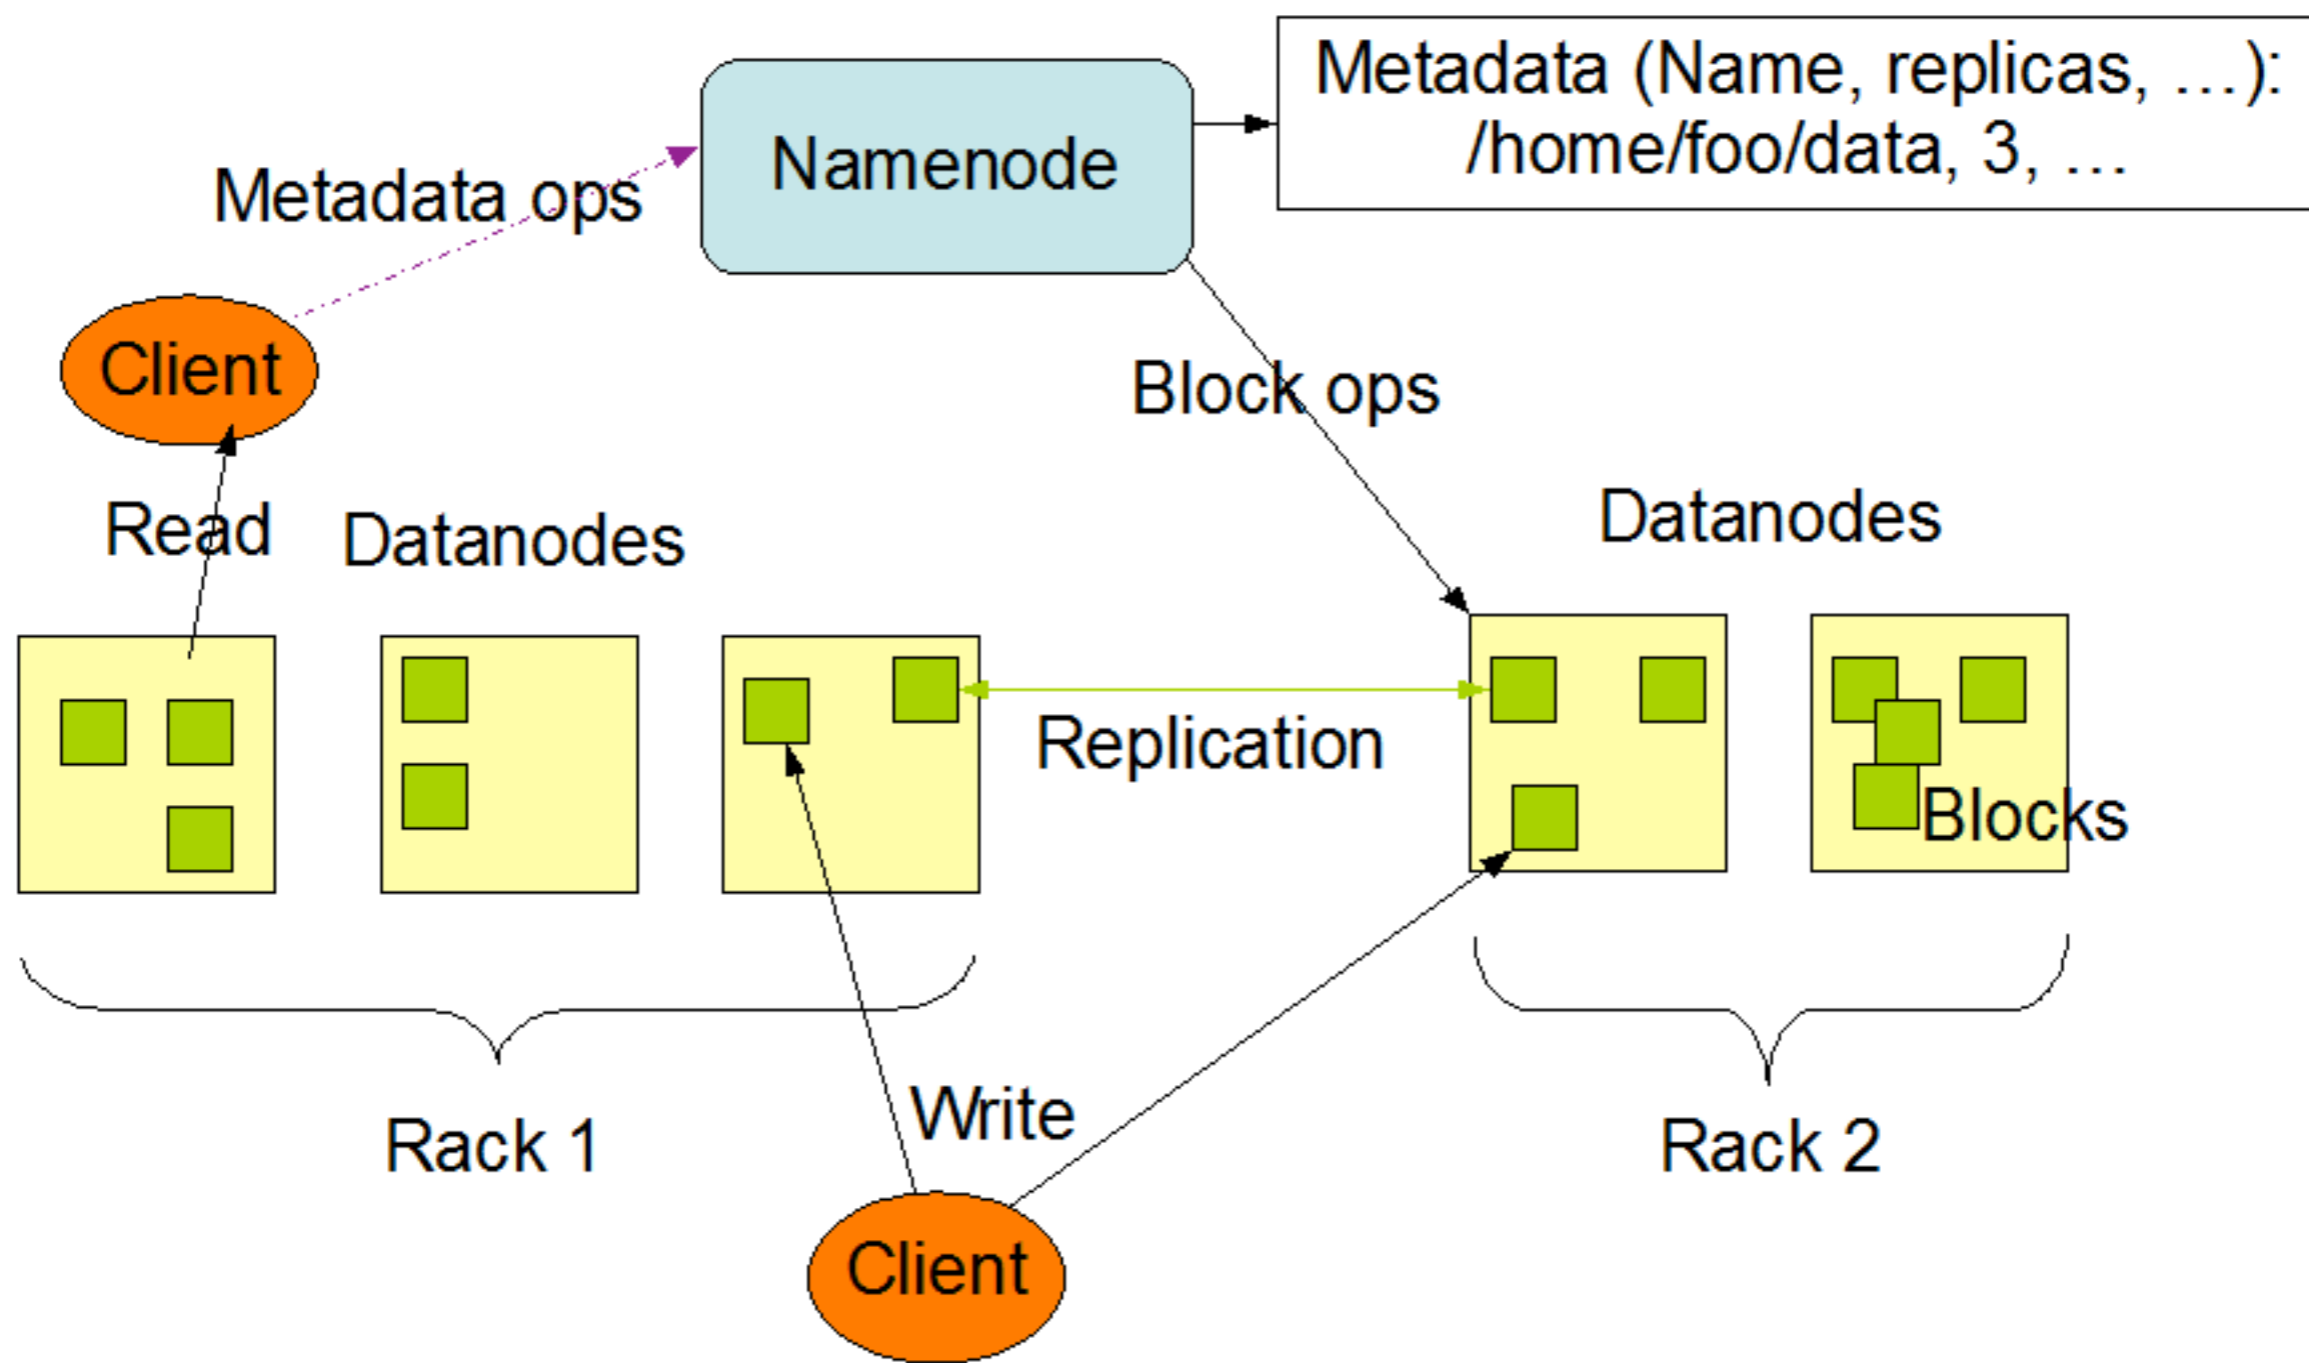 Metadata (Name, replicas, …):
/home/foo/data, 3, …
Namenode
Metadata ops
Client
Block ops
Read
Datanodes
Datanodes
Replication
Blocks
Rack 1
Write
Rack 2
Client